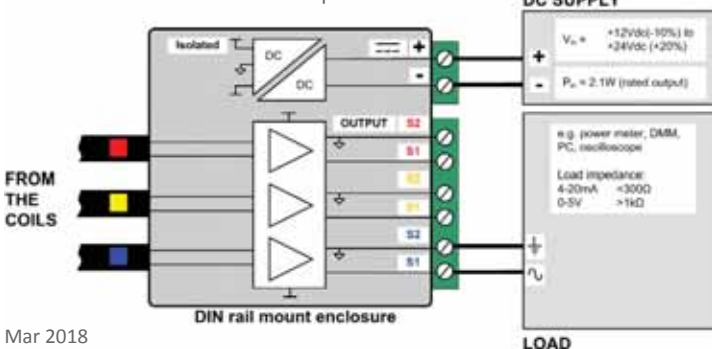 DC SUPPLY
Isolated
DC
DC
+
-
+
-
Vin = +12Vdc(-10%) to
+24Vdc (+20%)
Pin = 2.1W (rated output)
OUTPUT S2
S1
S2
S1
S2
S1
FROM
THE
COILS
e.g. power meter, DMM,
PC, oscilloscope
Load impedance:
4-20mA <300Ω
0-5V >1kΩ
DIN rail mount enclosure
Mar 2018
LOAD